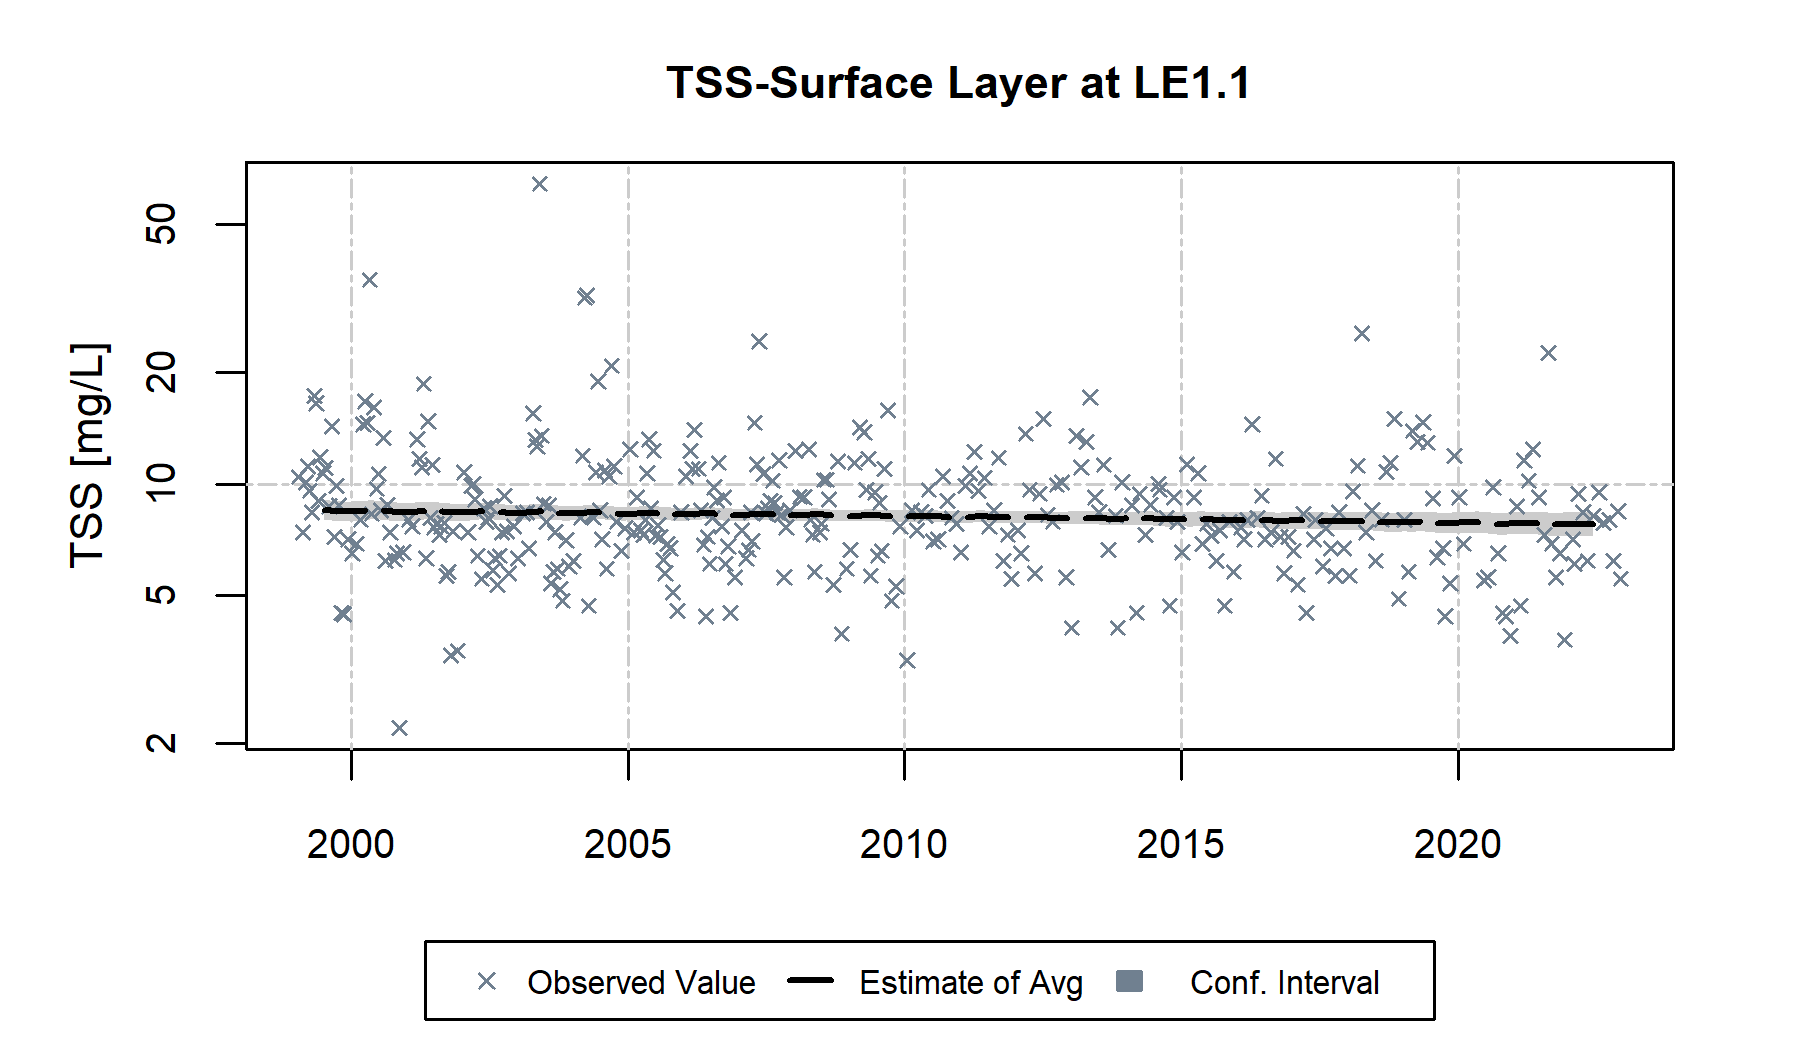 TSS-Surface Layer at LE1.1
TSS [mg/L]
50
20
10
5
2
2000 2005 2010 2015 2020
Observed Value Estimate of Avg Conf. Interval